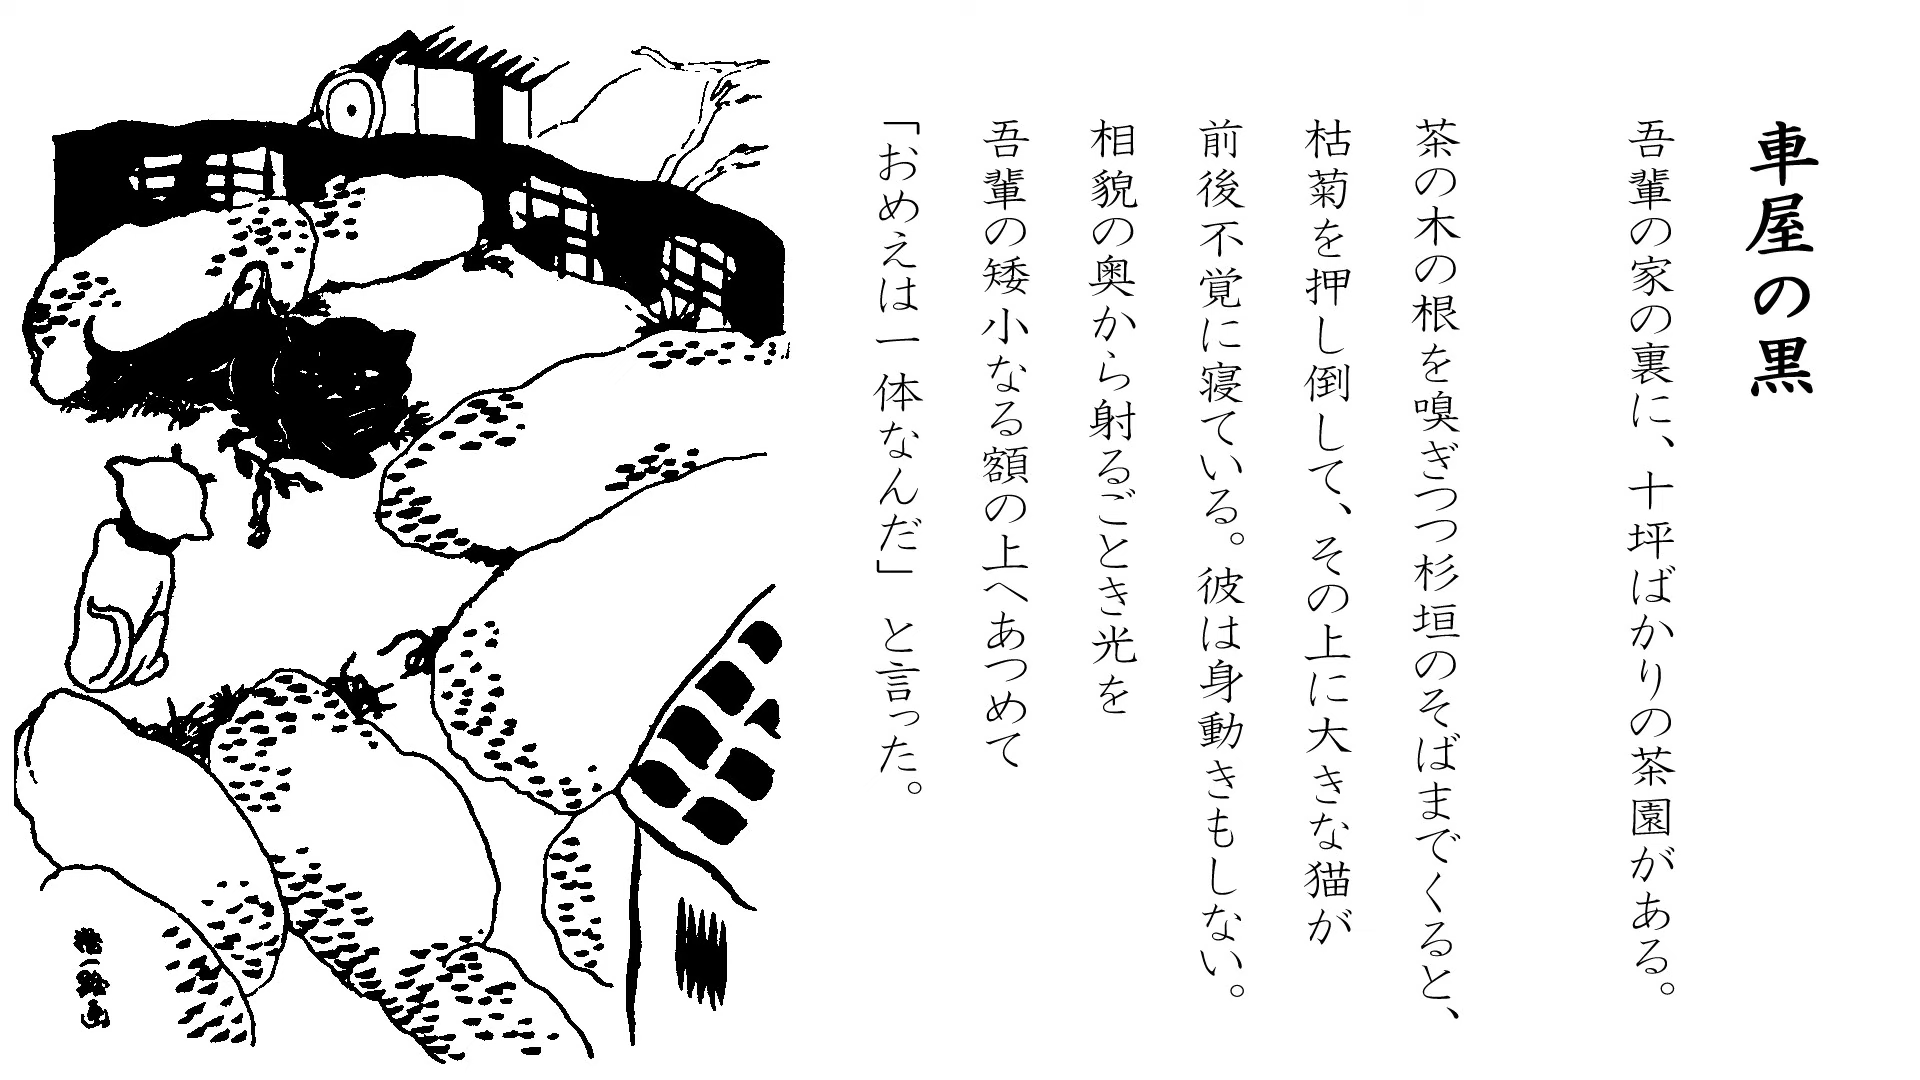 車屋の黒
吾輩の家の裏に、十坪ばかりの茶園がある。
茶の木の根を嗅ぎつつ杉垣のそばまでくると、
枯菊を押し倒して、その上に大きな猫が
前後不覚に寝ている。彼は身動きもしない。
相貌の奥から射るごとき光を
吾輩の矮小なる額の上へあつめて
「おめえは一体なんだ」と言った。